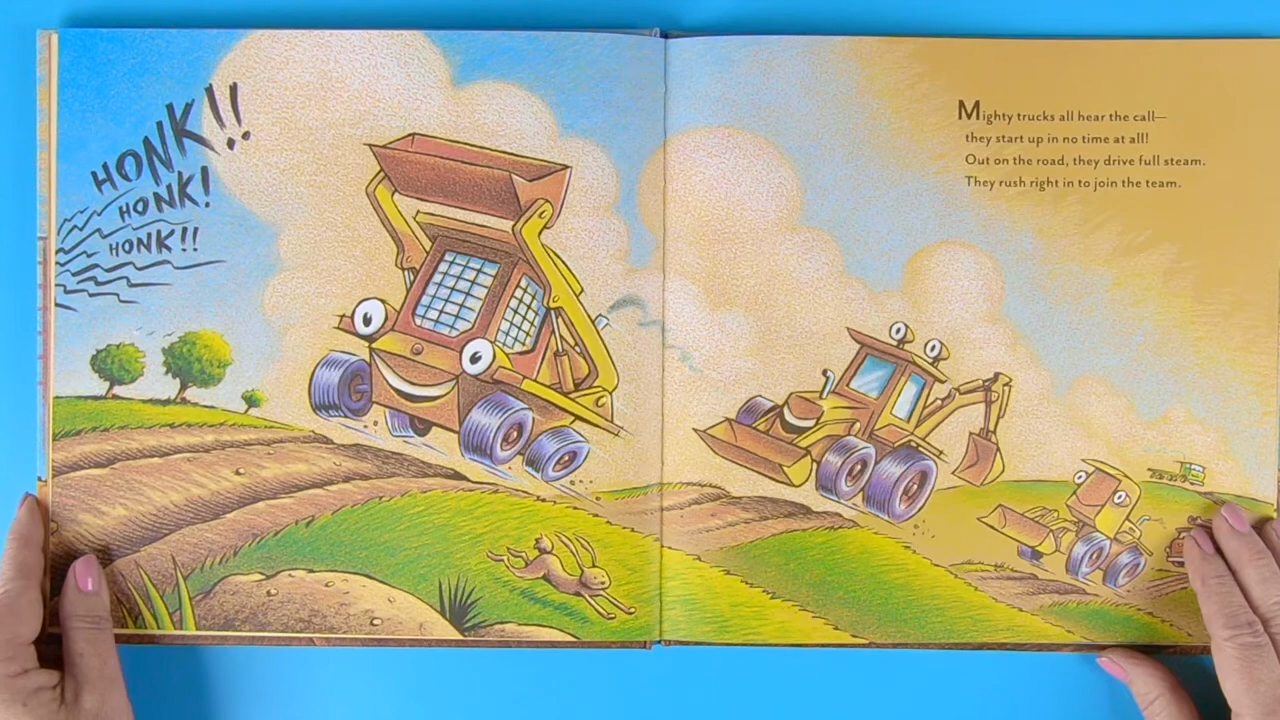 HONK!!
HONK!
HONK!!
Mighty trucks all hear the call—
they start up in no time at all!
Out on the road, they drive full steam.
They rush right in to join the team.